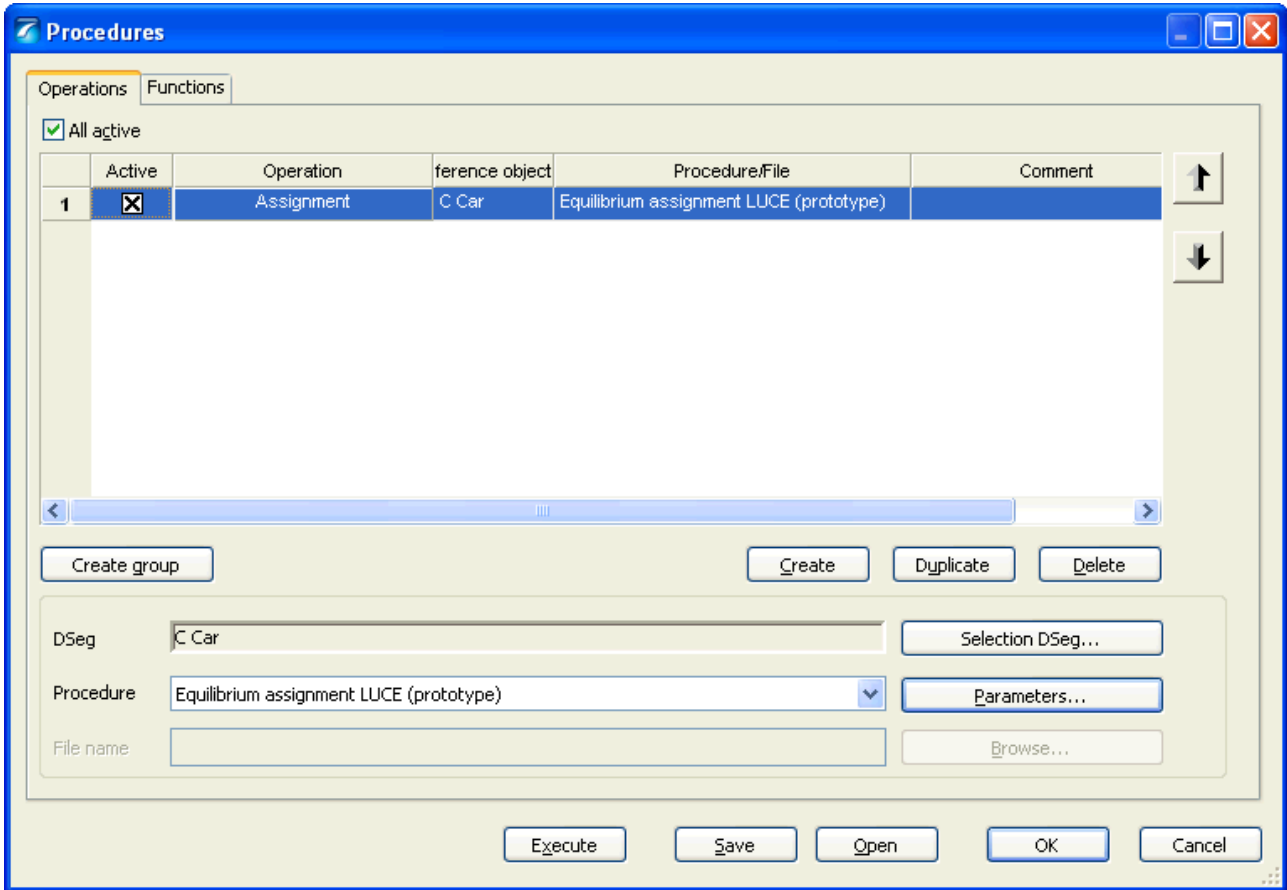 Procedures
Operations Functions
All active
Active Operation ference object Procedure/File Comment
1 Assignment C Car Equilibrium assignment LUCE (prototype)
Create group Create Duplicate Delete
DSeg C Car Selection DSeg...
Procedure Equilibrium assignment LUCE (prototype) Parameters...
File name Browse...
Execute Save Open OK Cancel